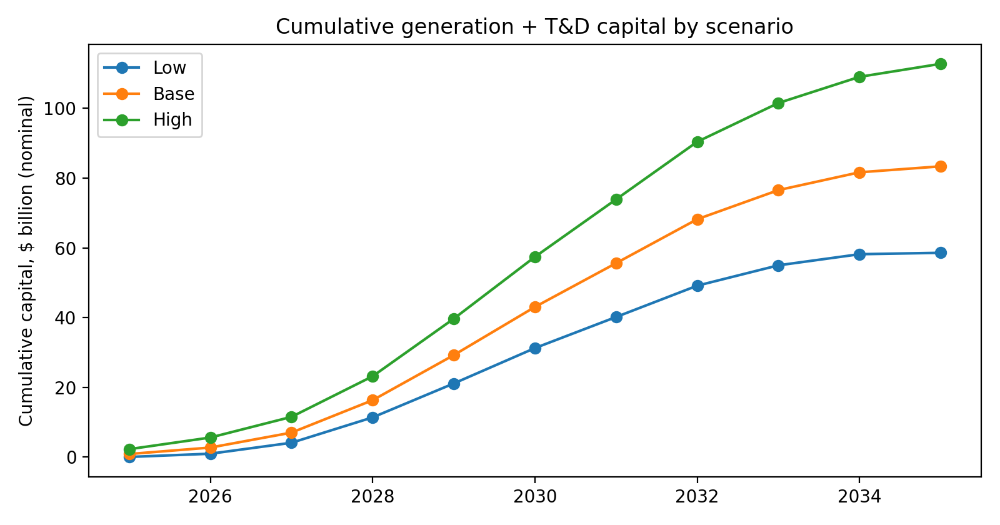 Cumulative generation + T&D capital by scenario
Cumulative capital, $ billion (nominal)
100
80
60
40
20
0
Low
Base
High
2026
2028
2030
2032
2034